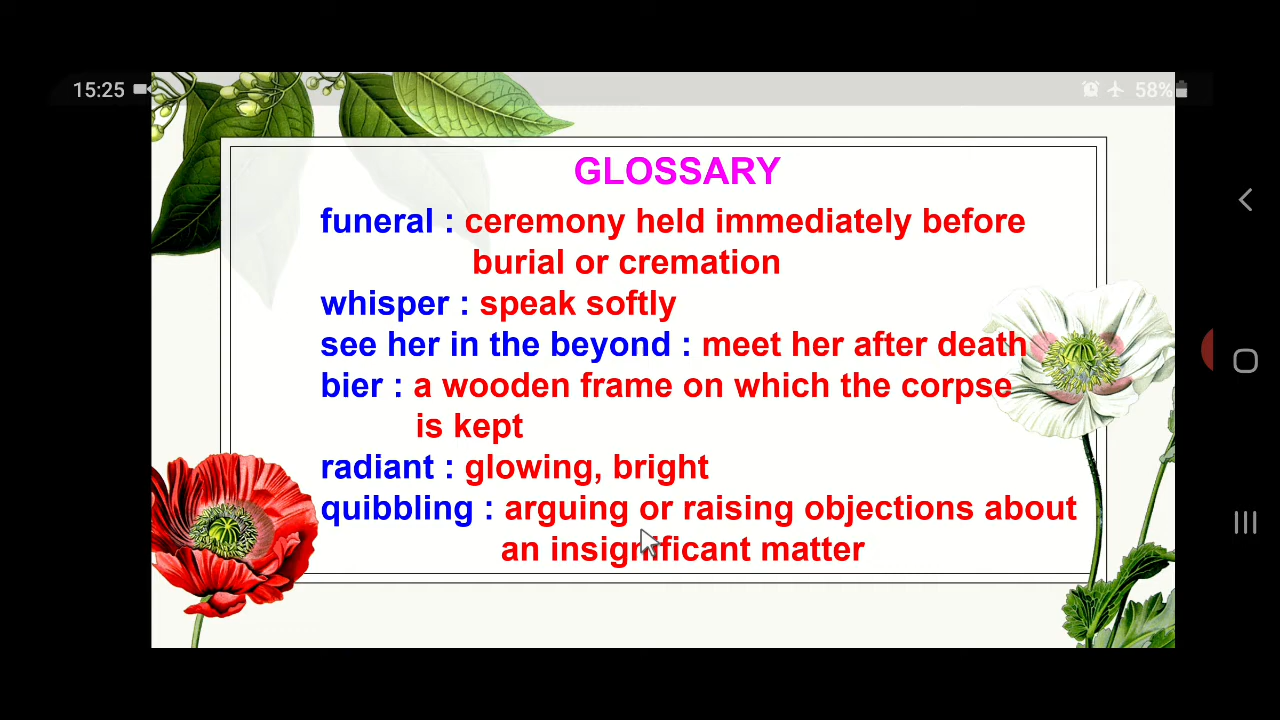 15:25
58%
GLOSSARY
funeral : ceremony held immediately before
burial or cremation
whisper : speak softly
see her in the beyond : meet her after death
bier : a wooden frame on which the corpse
is kept
radiant : glowing, bright
quibbling : arguing or raising objections about
an insignificant matter